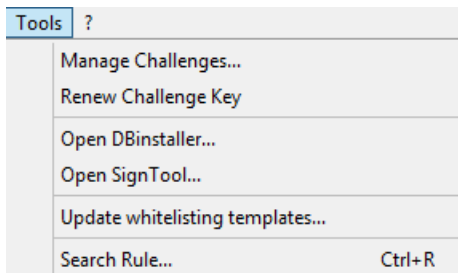 Tools ?
Manage Challenges...
Renew Challenge Key
Open DBinstaller...
Open SignTool...
Update whitelisting templates...
Search Rule... Ctrl+R